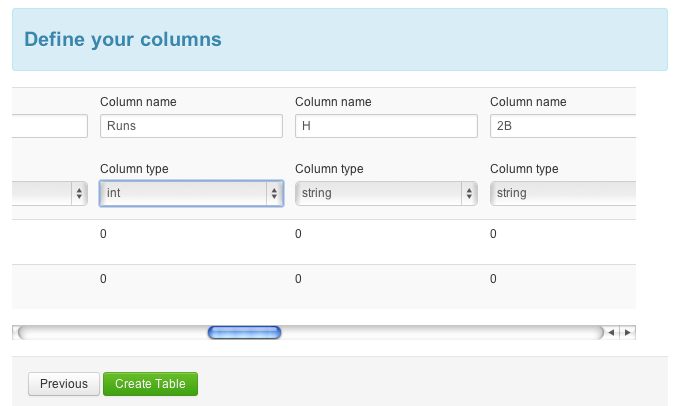 Define your columns
Column name Column name Column name
Runs H 2B
Column type Column type Column type
int string string
0 0 0
0 0 0
Previous Create Table